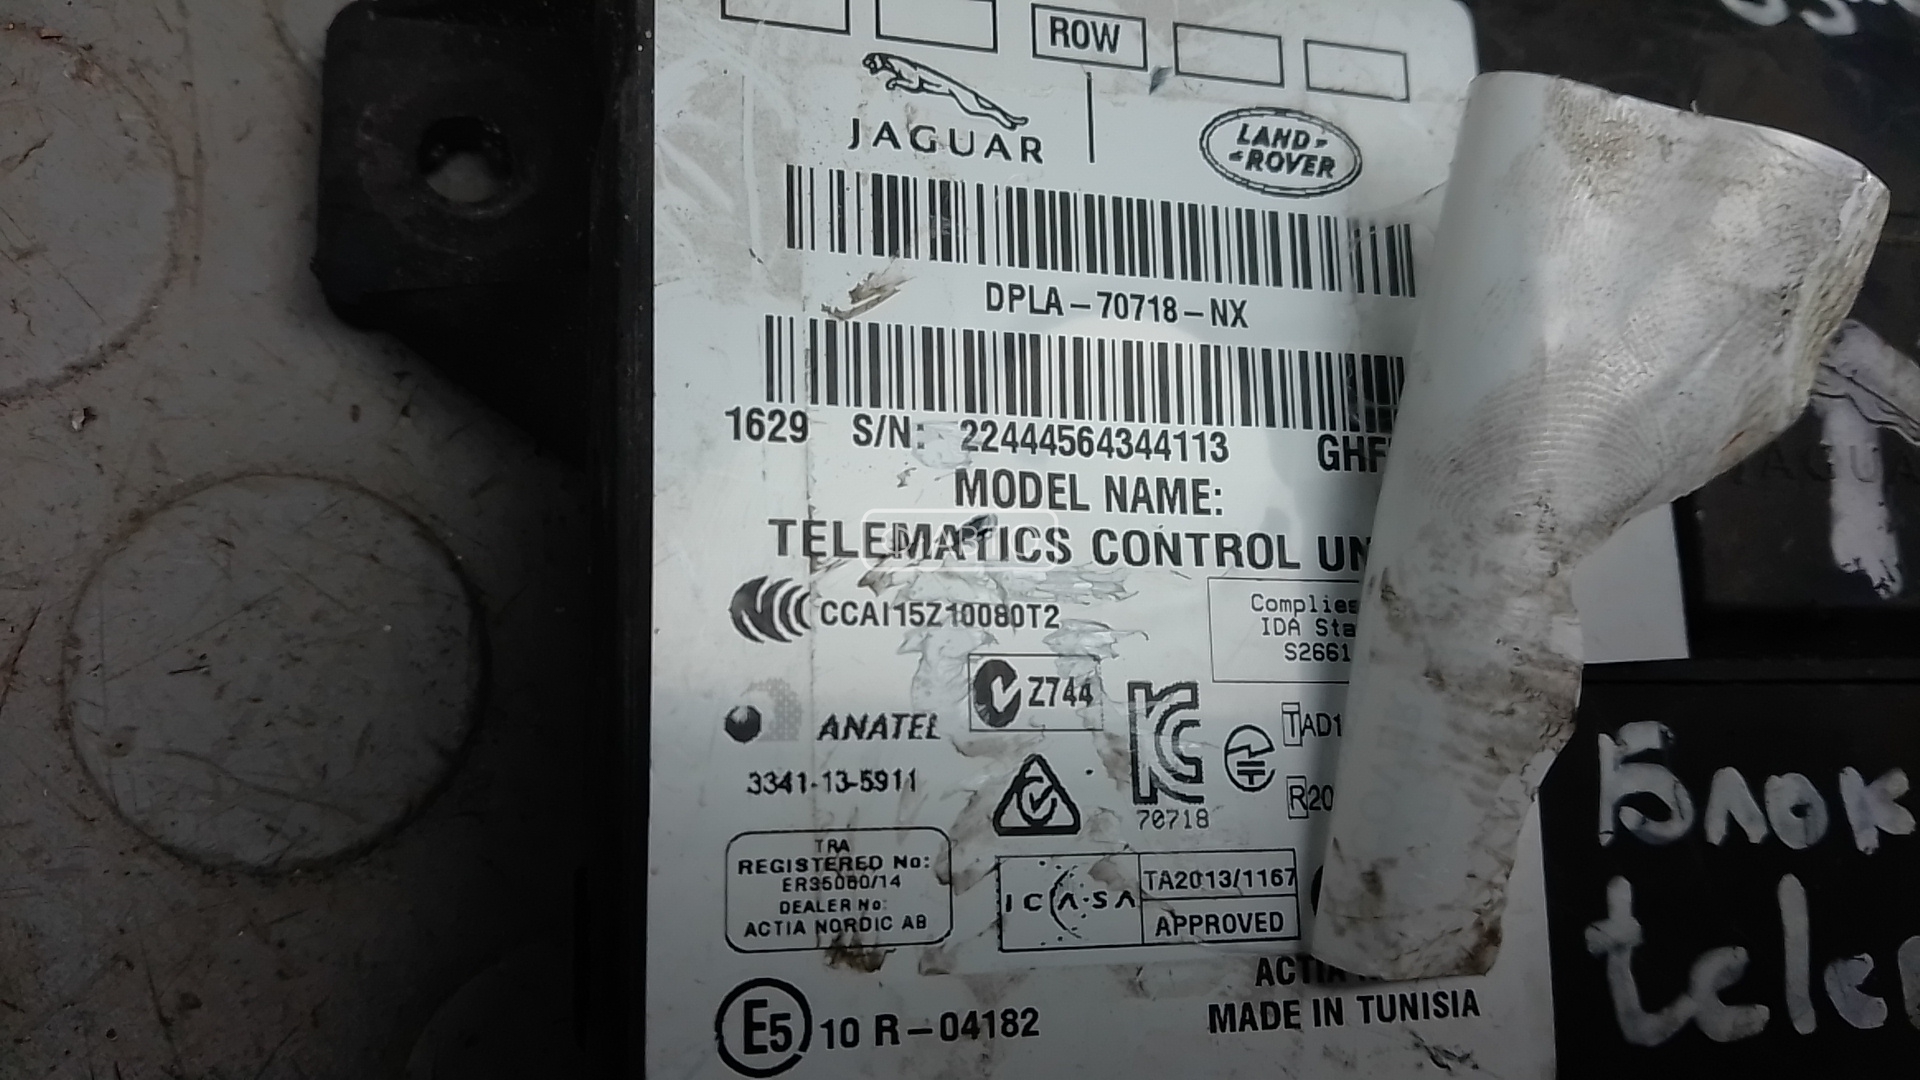 ROW
JAGUAR
LAND-
-ROVER
DPLA-70718-NX
1629 S/N: 22444564344113 GHF
MODEL NAME:
TELEMATICS CONTROL UN
CCAI15Z10080T2
Complies
IDA Sta
S2661
Z744
ANATEL
3341-13-5911
70718
TAD1
R20
TRA
REGISTERED No:
ER35060/14
DEALER No:
ACTIA NORDIC AB
ICASA
TA2013/1167
APPROVED
ACTIA
MADE IN TUNISIA
E5 10 R-04182
JAGUA
Блок
tele